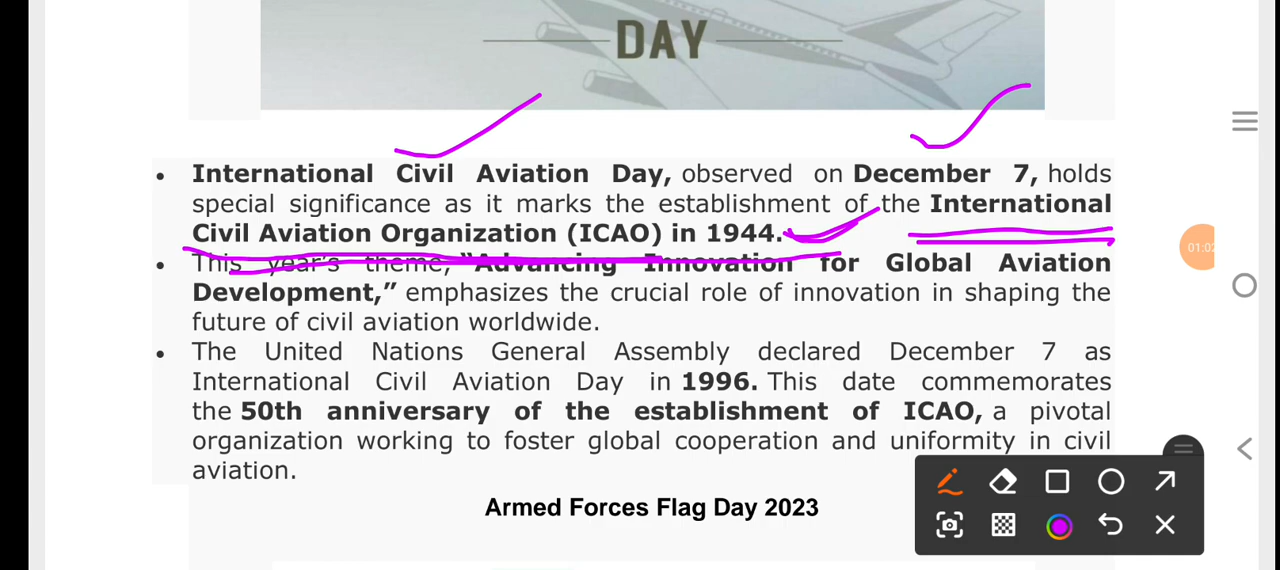 DAY
• International Civil Aviation Day, observed on December 7, holds
special significance as it marks the establishment of the International
Civil Aviation Organization (ICAO) in 1944.
• This year's theme, “Advancing Innovation for Global Aviation
Development,” emphasizes the crucial role of innovation in shaping the
future of civil aviation worldwide.
• The United Nations General Assembly declared December 7 as
International Civil Aviation Day in 1996. This date commemorates
the 50th anniversary of the establishment of ICAO, a pivotal
organization working to foster global cooperation and uniformity in civil
aviation.
Armed Forces Flag Day 2023